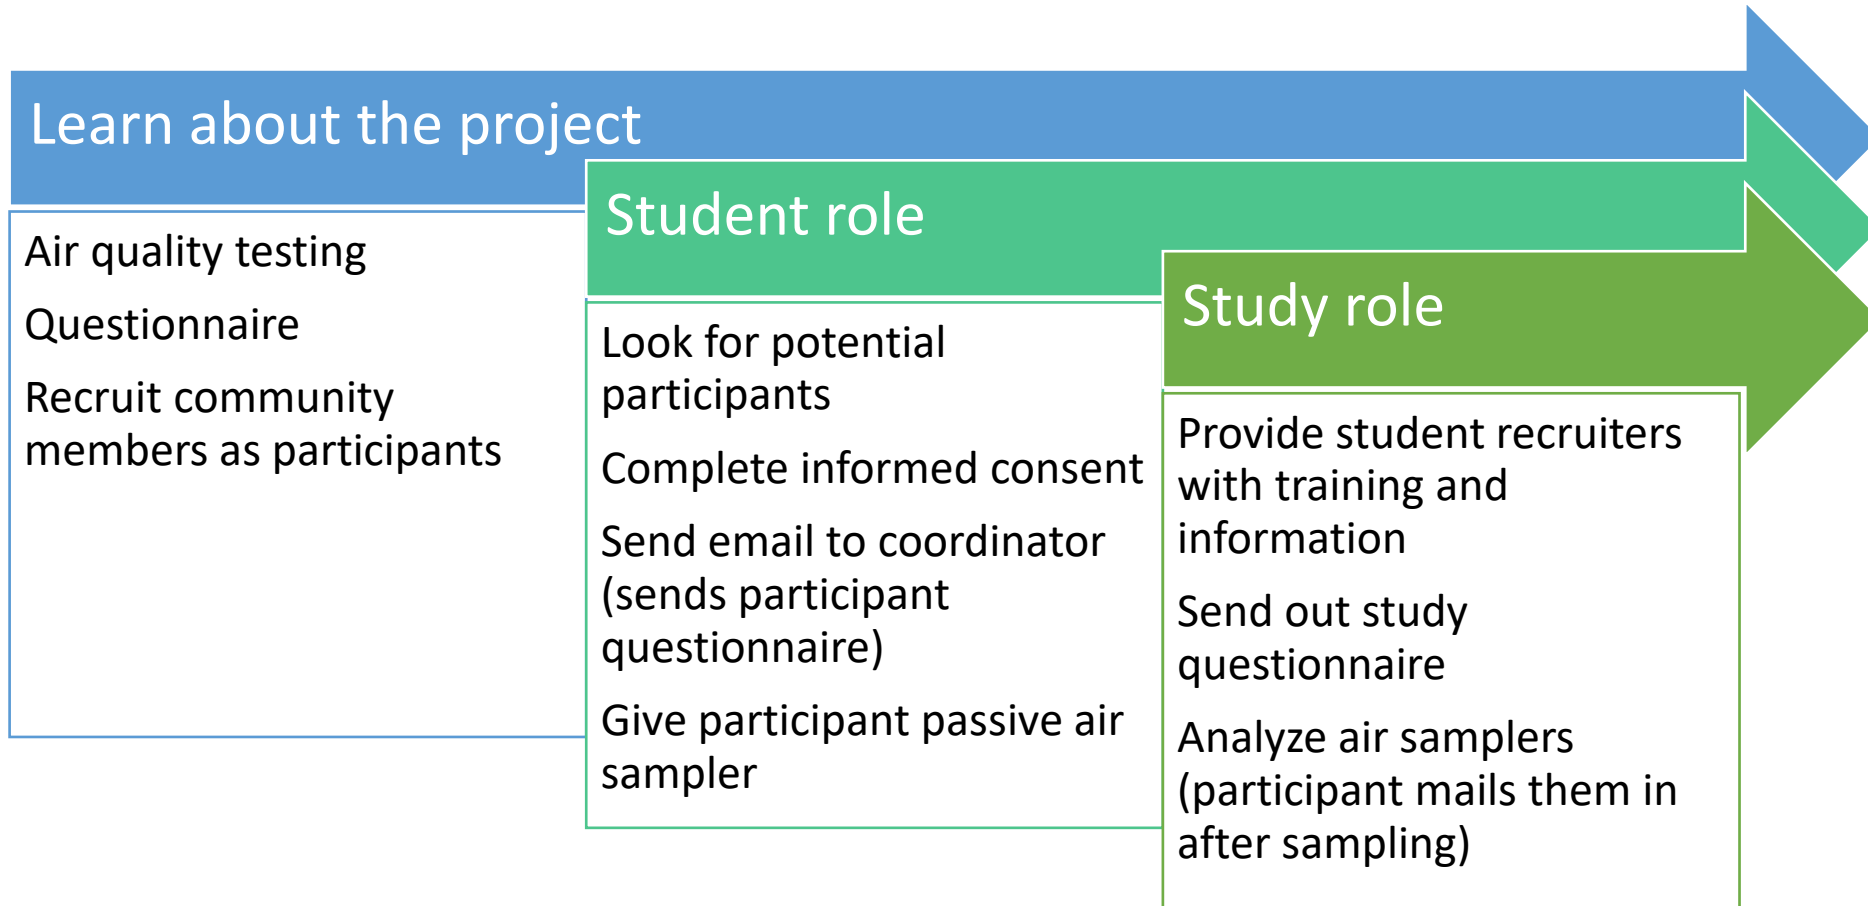 Learn about the project
Air quality testing
Questionnaire
Recruit community
members as participants
Student role
Look for potential
participants
Complete informed consent
Send email to coordinator
(sends participant
questionnaire)
Give participant passive air
sampler
Study role
Provide student recruiters
with training and
information
Send out study
questionnaire
Analyze air samplers
(participant mails them in
after sampling)